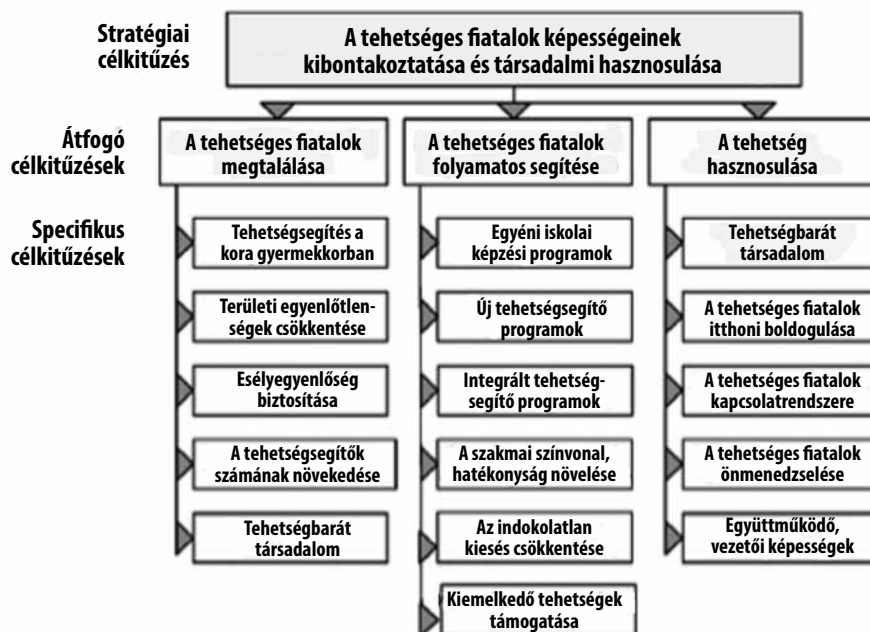 Stratégiai
célkitűzés
A tehetséges fiatalok képességeinek
kibontakoztatása és társadalmi hasznosulása
Átfogó
célkitűzések
A tehetséges fiatalok
megtalálása
A tehetséges fiatalok
folyamatos segítése
A tehetség
hasznosulása
Specifikus
célkitűzések
Tehetségsegítés a
kora gyermekkorban
Területi egyenlőtlen-
ségek csökkentése
Esélyegyenlőség
biztosítása
A tehetségsegítők
számának növekedése
Tehetségbarát
társadalom
Egyéni iskolai
képzési programok
Új tehetségsegítő
programok
Integrált tehetség-
segítő programok
A szakmai színvonal,
hatékonyság növelése
Az indokolatlan
kiesés csökkentése
Kiemelkedő tehetségek
támogatása
Tehetségbarát
társadalom
A tehetséges fiatalok
itthoni boldogulása
A tehetséges fiatalok
kapcsolatrendszere
A tehetséges fiatalok
önmenedzselése
Együttműködő,
vezetői képességek